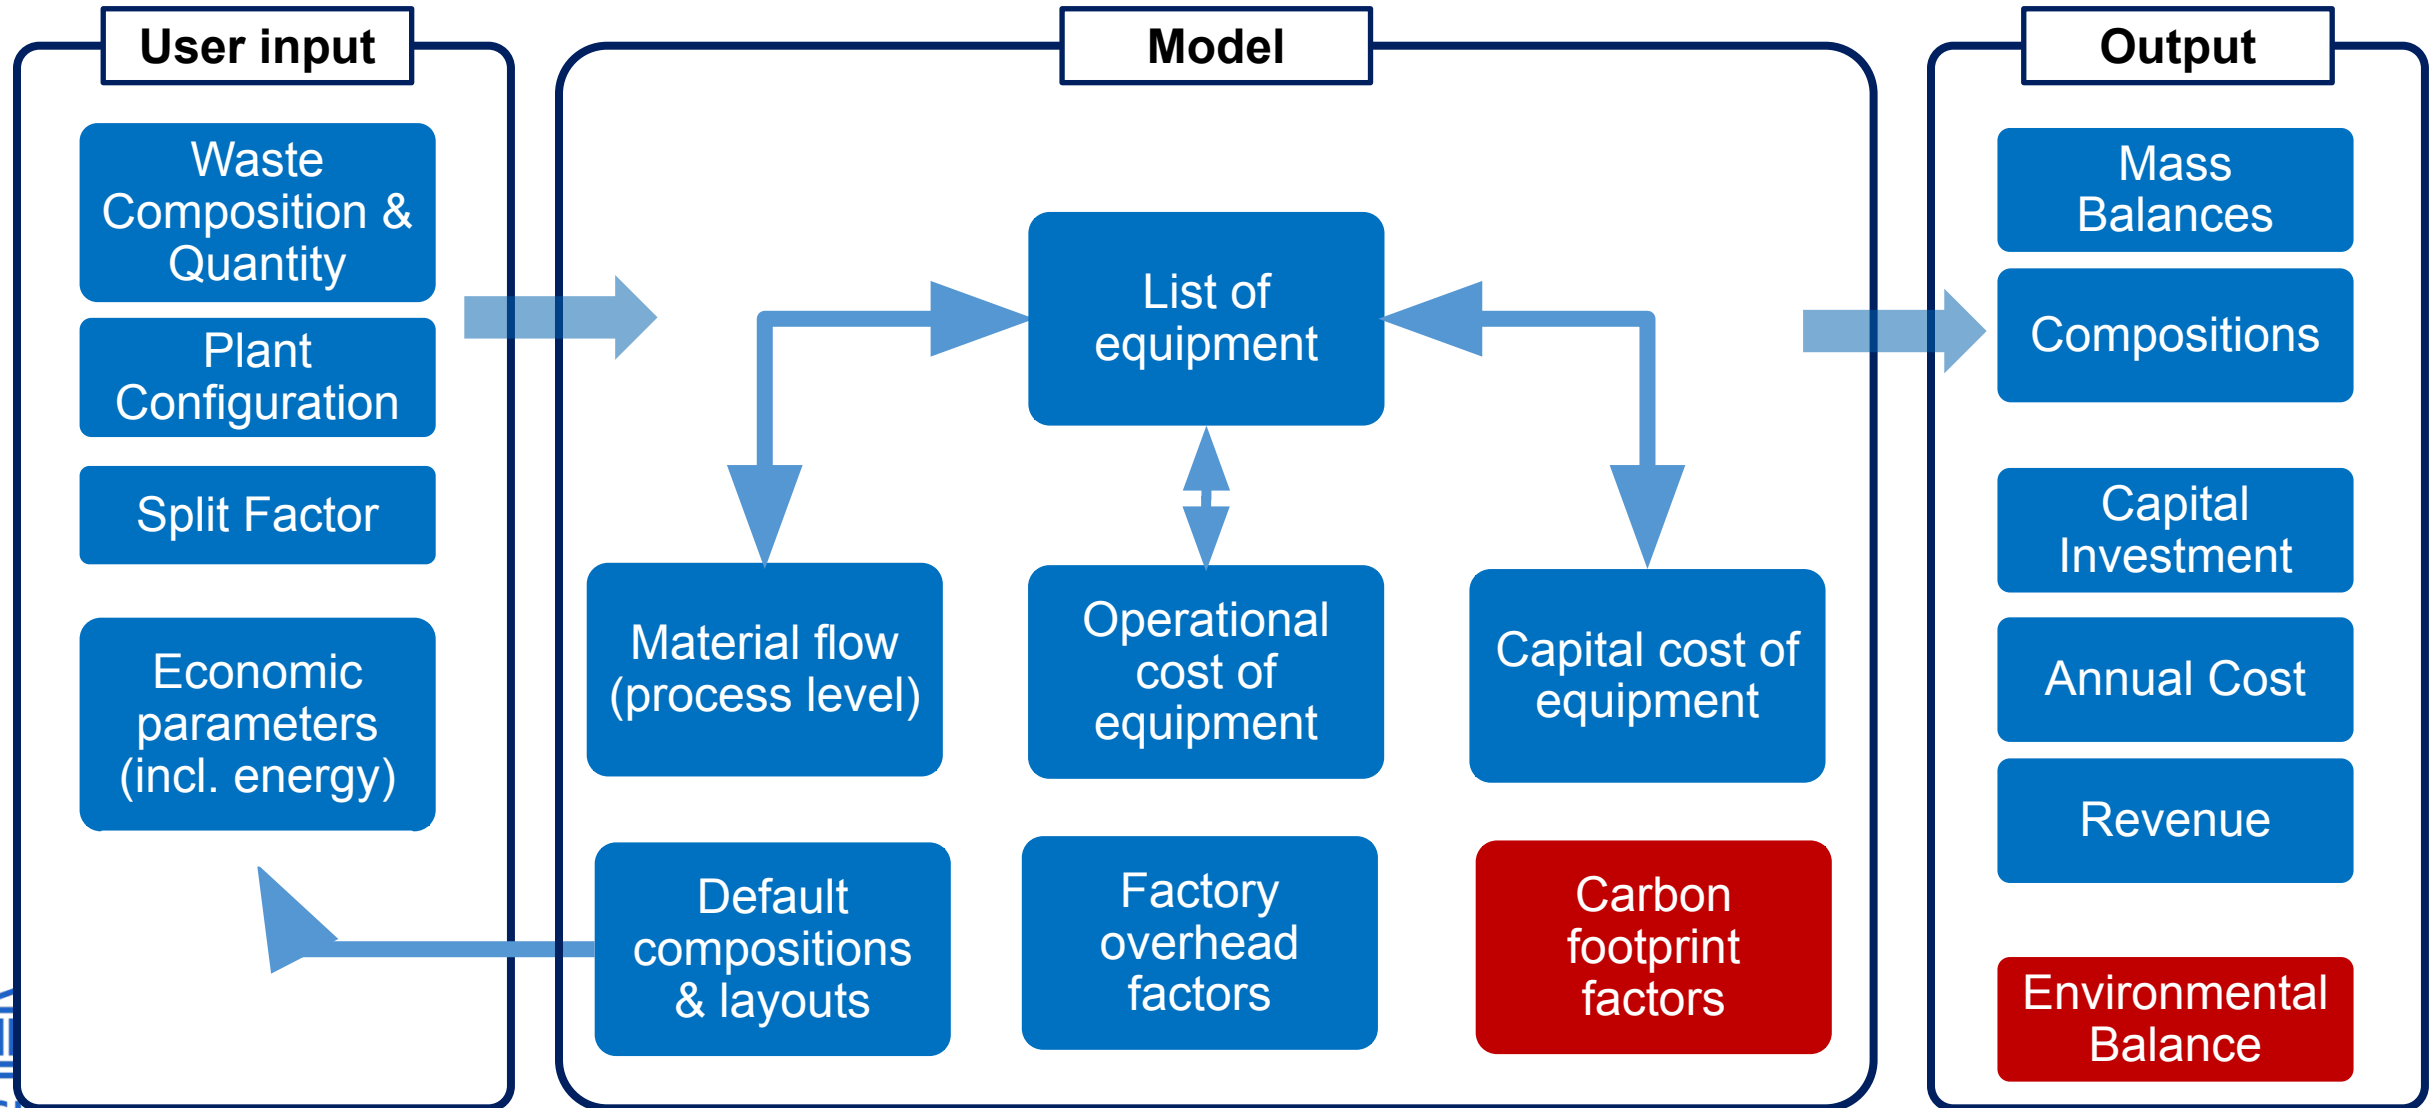 User input
Waste
Composition &
Quantity
Plant
Configuration
Split Factor
Economic
parameters
(incl. energy)
Model
List of
equipment
Material flow
(process level)
Operational
cost of
equipment
Capital cost of
equipment
Default
compositions
& layouts
Factory
overhead
factors
Carbon
footprint
factors
Output
Mass
Balances
Compositions
Capital
Investment
Annual Cost
Revenue
Environmental
Balance